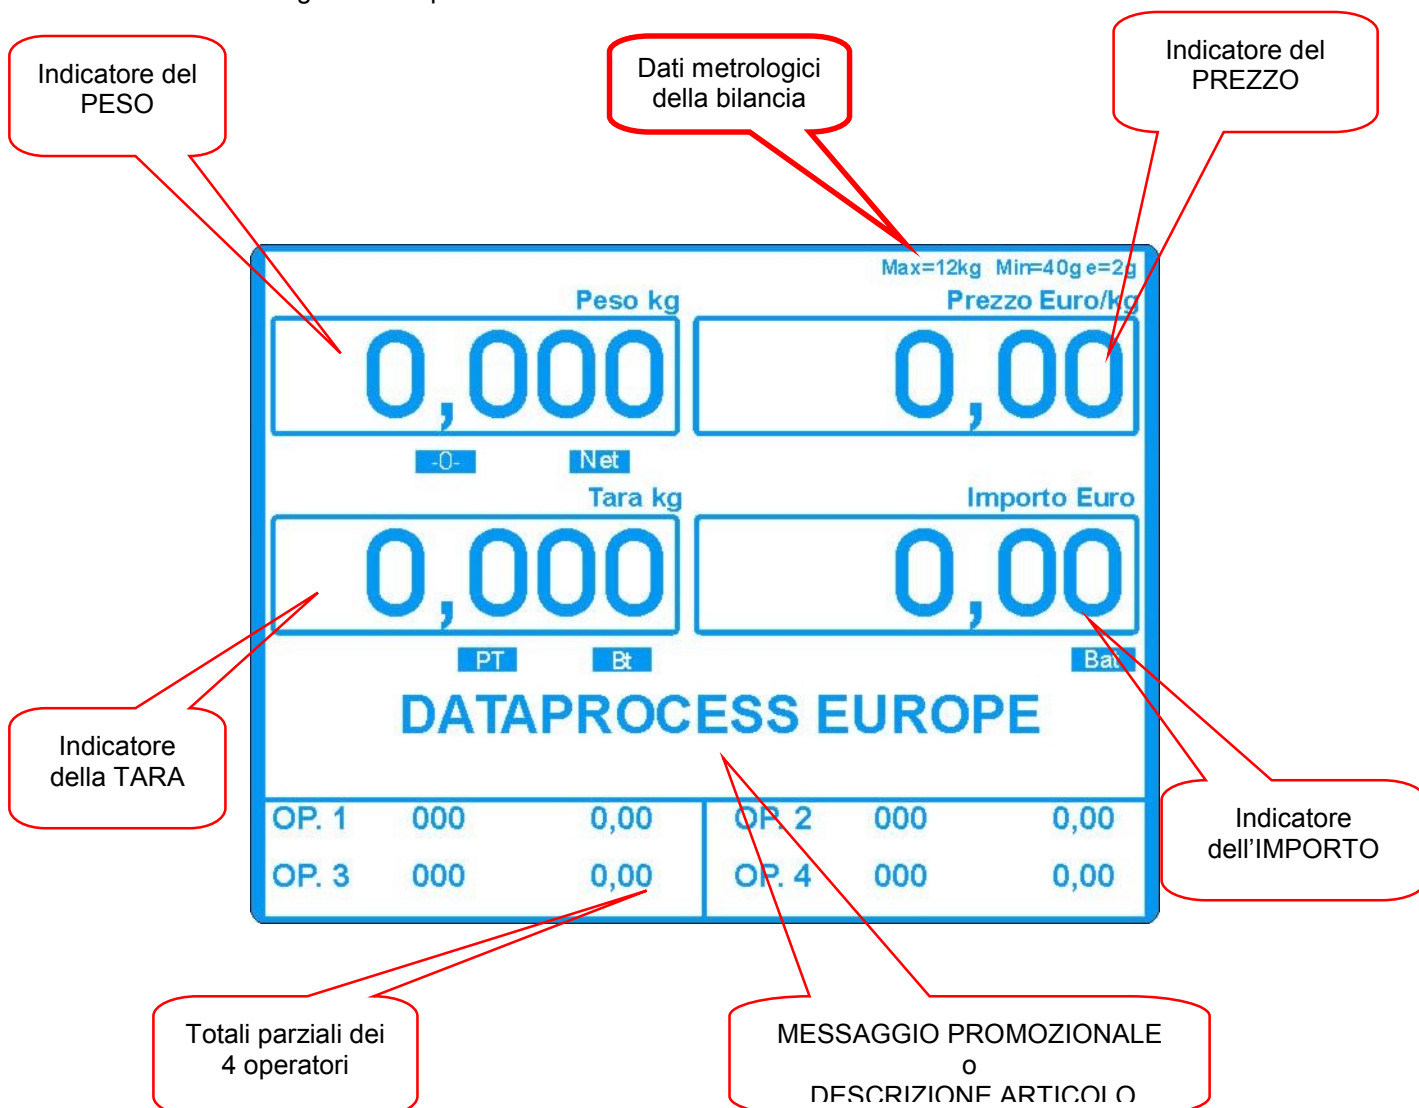 Indicatore del
PESO
Dati metrologici
della bilancia
Indicatore del
PREZZO
Max=12kg Min=40g e=2g
Peso kg
Prezzo Euro/kg
0,000
0,00
-0-
Net
Tara kg
Importo Euro
0,000
0,00
PT
Bt
Bat
DATAPROCESS EUROPE
Indicatore
della TARA
Indicatore
dell'IMPORTO
OP. 1 000 0,00 OP. 2 000 0,00
OP. 3 000 0,00 OP. 4 000 0,00
Totali parziali dei
4 operatori
MESSAGGIO PROMOZIONALE
o
DESCRIZIONE ARTICOLO